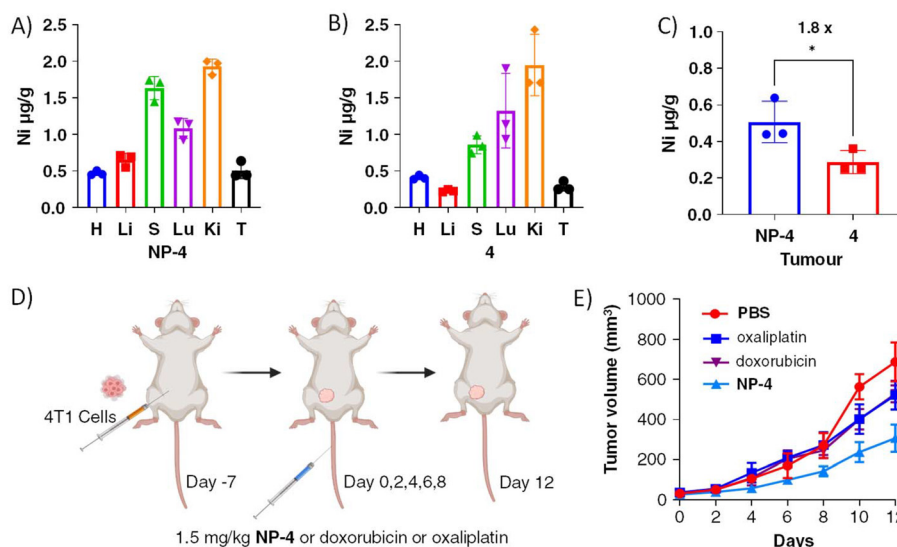 A)
Ni µg/g
2.5
2.0
1.5
1.0
0.5
0.0
H Li S Lu Ki T
NP-4
B)
Ni µg/g
2.5
2.0
1.5
1.0
0.5
0.0
H Li S Lu Ki T
4
C)
1.8 x
*
Ni µg/g
1.0
0.8
0.6
0.4
0.2
0.0
NP-4 4
Tumour
D)
4T1 Cells
Day -7
Day 0,2,4,6,8
Day 12
1.5 mg/kg NP-4 or doxorubicin or oxaliplatin
E)
Tumor volume (mm³)
1000
800
600
400
200
0
PBS
oxaliplatin
doxorubicin
NP-4
0 2 4 6 8 10 12
Days